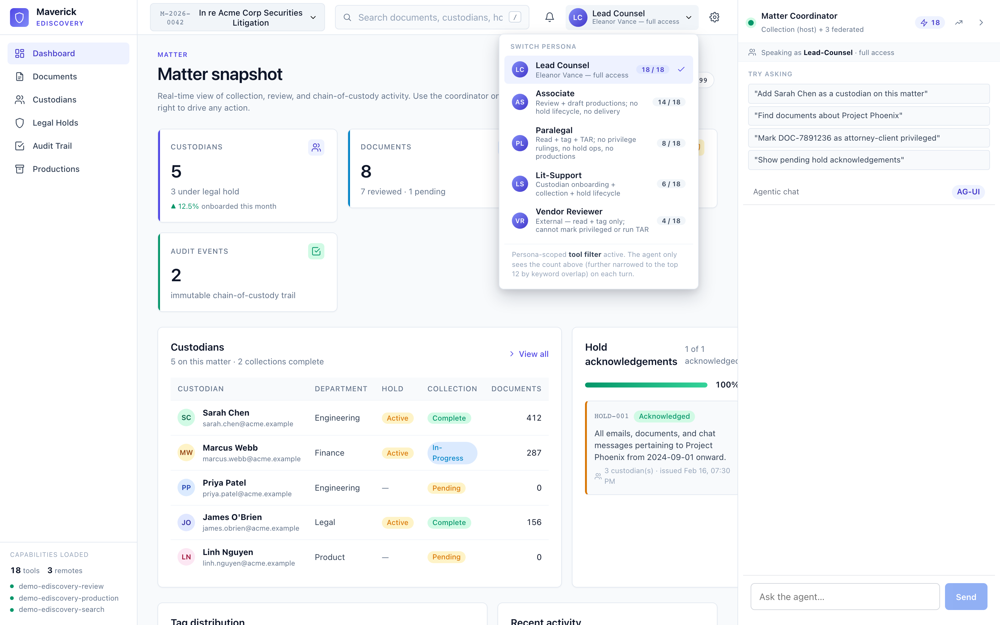 Maverick
EDISCOVERY
Dashboard
Documents
Custodians
Legal Holds
Audit Trail
Productions
CAPABILITIES LOADED
18 tools 3 remotes
demo-ediscovery-review
demo-ediscovery-production
demo-ediscovery-search
M-2026-
0042
In re Acme Corp Securities
Litigation
Search documents, custodians, hc
/
LC
Lead Counsel
Eleanor Vance — full access
MATTER
Matter snapshot
Real-time view of collection, review, and chain-of-custody activity. Use the coordinator or
right to drive any action.
99
CUSTODIANS
5
3 under legal hold
▲ 12.5% onboarded this month
DOCUMENTS
8
7 reviewed · 1 pending
AUDIT EVENTS
2
immutable chain-of-custody trail
SWITCH PERSONA
LC
Lead Counsel
Eleanor Vance — full access
18 / 18
AS
Associate
Review + draft productions; no
hold lifecycle, no delivery
14 / 18
PL
Paralegal
Read + tag + TAR; no privilege
rulings, no hold ops, no
productions
8 / 18
LS
Lit-Support
Custodian onboarding +
collection + hold lifecycle
6 / 18
VR
Vendor Reviewer
External — read + tag only;
cannot mark privileged or run TAR
4 / 18
Persona-scoped tool filter active. The agent only
sees the count above (further narrowed to the top
12 by keyword overlap) on each turn.
Custodians
5 on this matter · 2 collections complete
View all
CUSTODIAN DEPARTMENT HOLD COLLECTION DOCUMENTS
SC Sarah Chen
sarah.chen@acme.example
Engineering Active Complete 412
MW Marcus Webb
marcus.webb@acme.example
Finance Active In-
Progress 287
PP Priya Patel
priya.patel@acme.example
Engineering — Pending 0
JO James O'Brien
james.obrien@acme.example
Legal Active Complete 156
LN Linh Nguyen
linh.nguyen@acme.example
Product — Pending 0
Hold
acknowledgements
1 of 1
acknowledged
100%
HOLD-001 Acknowledged
All emails, documents, and chat
messages pertaining to Project
Phoenix from 2024-09-01 onward.
3 custodian(s) · issued Feb 16, 07:30
PM
Tag distribution
Recent activity
Matter Coordinator
Collection (host) + 3 federated
18
Speaking as Lead-Counsel · full access
TRY ASKING
"Add Sarah Chen as a custodian on this matter"
"Find documents about Project Phoenix"
"Mark DOC-7891236 as attorney-client privileged"
"Show pending hold acknowledgements"
Agentic chat
AG-UI
Ask the agent...
Send